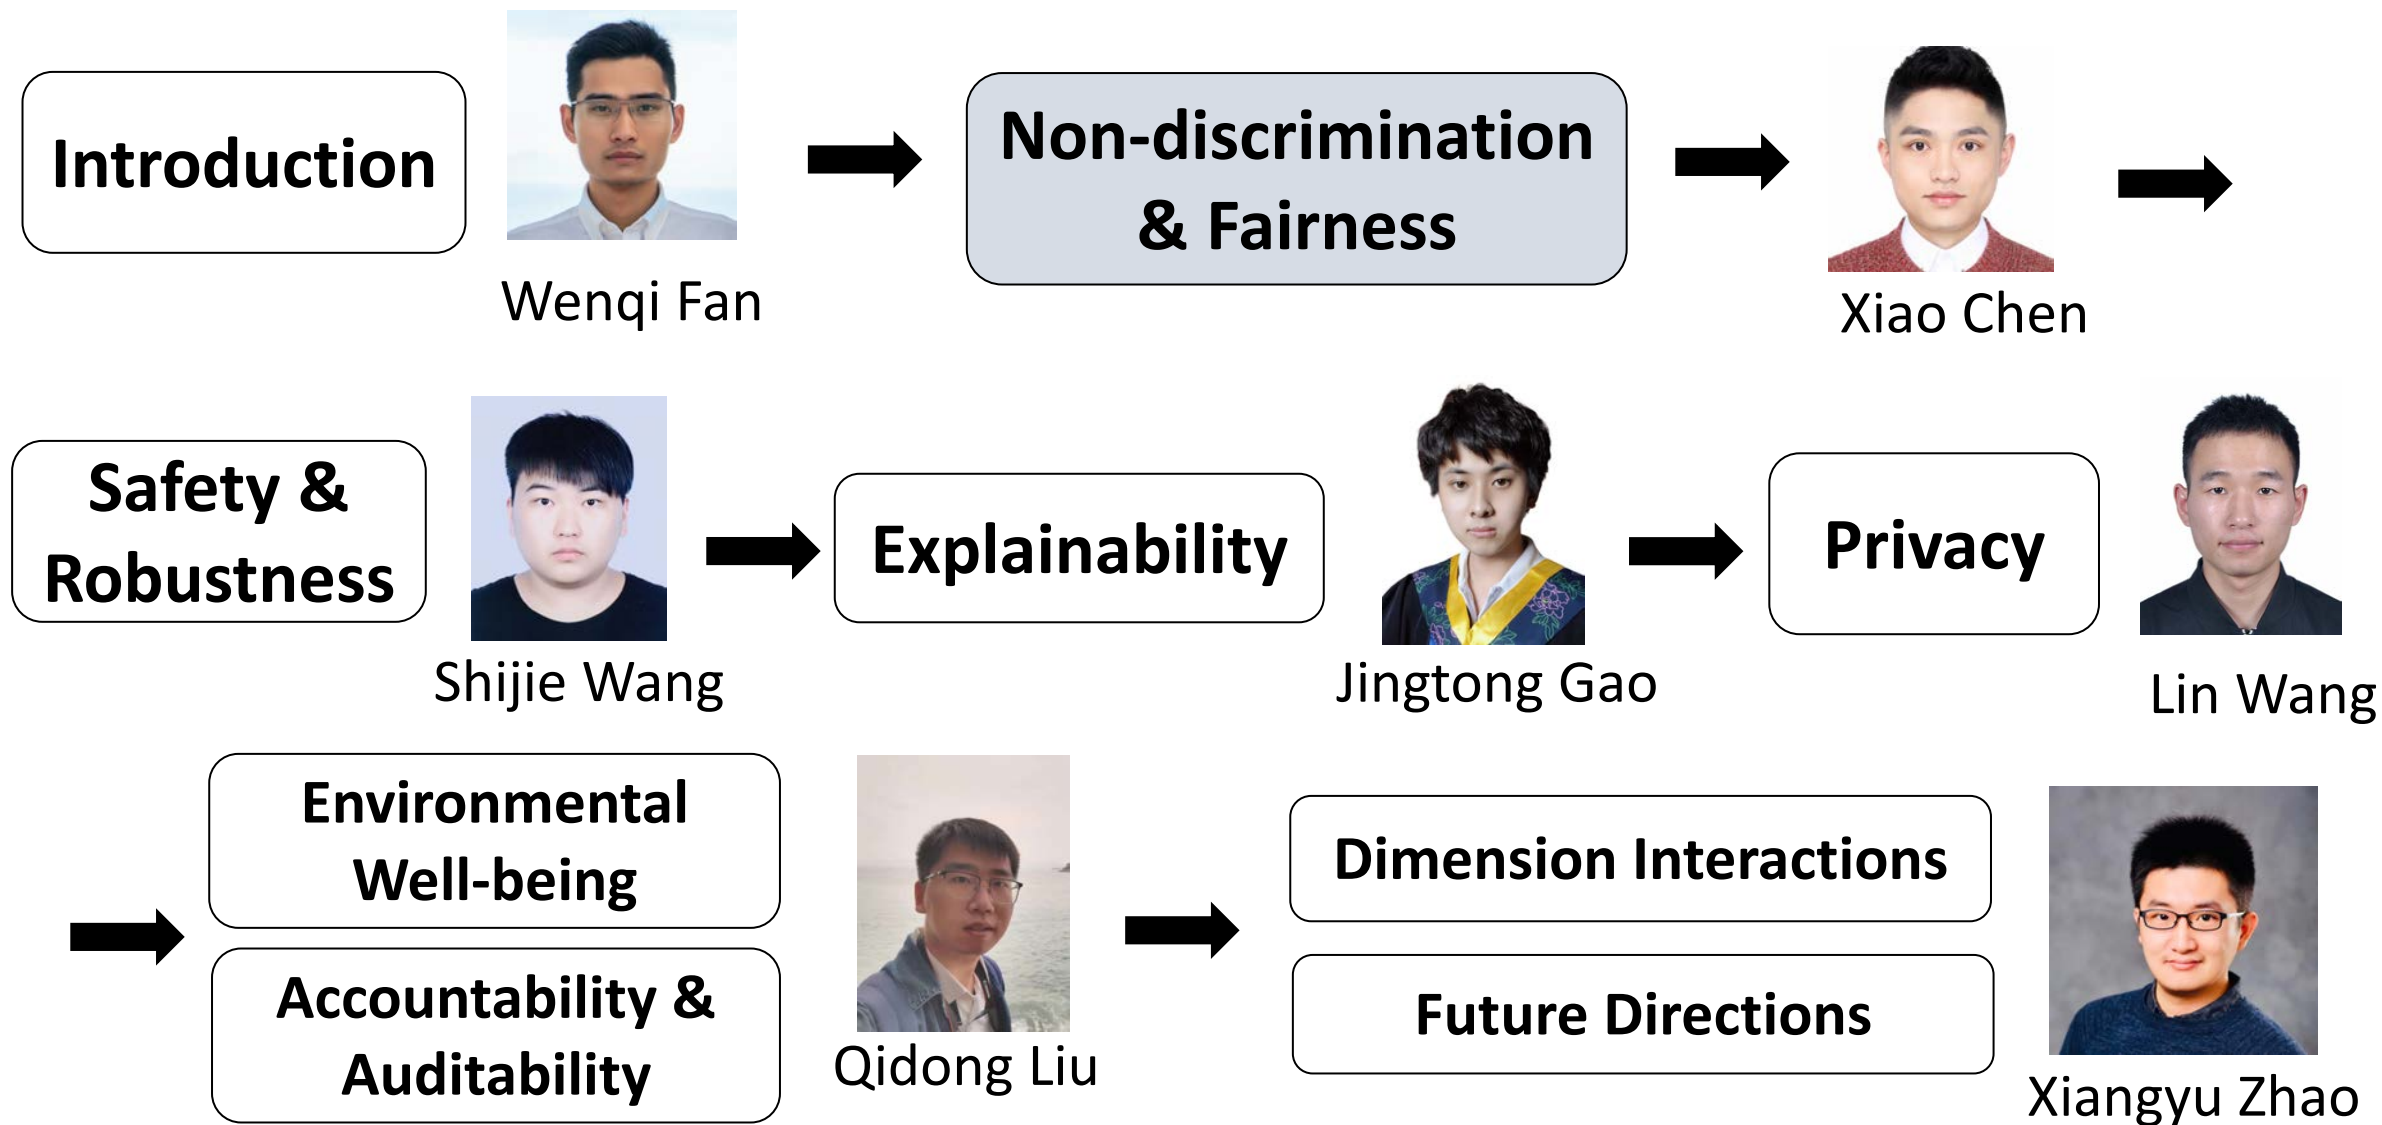 Introduction
Wenqi Fan
Non-discrimination
& Fairness
Xiao Chen
Safety &
Robustness
Shijie Wang
Explainability
Jingtong Gao
Privacy
Lin Wang
Environmental
Well-being
Accountability &
Auditability
Qidong Liu
Dimension Interactions
Future Directions
Xiangyu Zhao